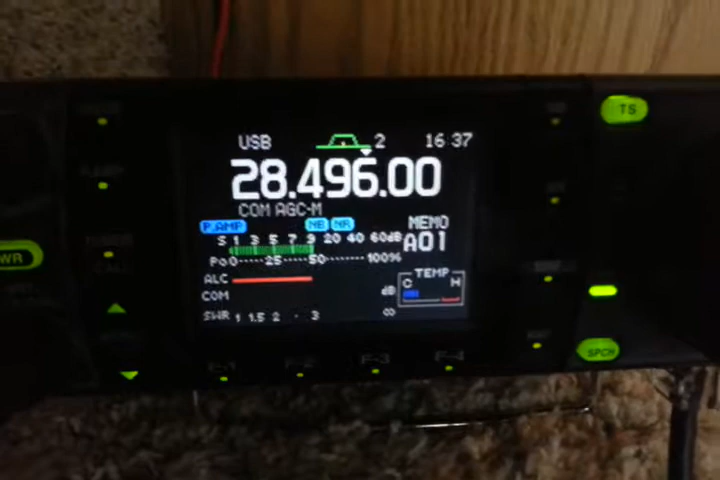 TS
USB 2 16:37
28.496.00
COM AGC-M
P.AMP NB NR MEMO
S 1 3 5 7 9 20 40 60dB A01
Po 0 25 50 100%
TEMP
ALC C H
COM dB
SWR 1 1.5 2 3 ∞
WR
SPCH
F-1 F-2 F-3 F-4